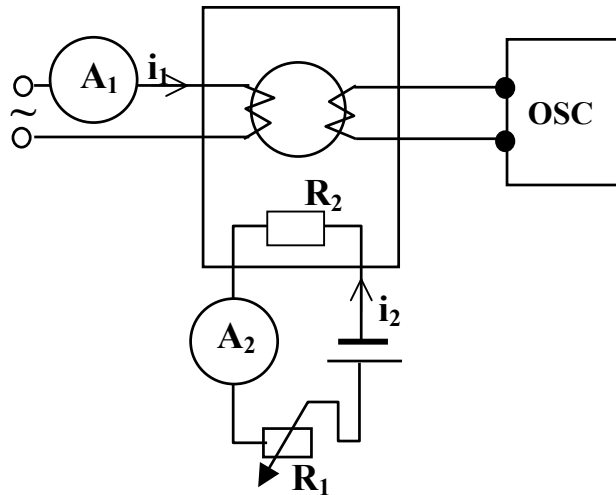 A₁
i₁
~
OSC
R₂
A₂
i₂
R₁